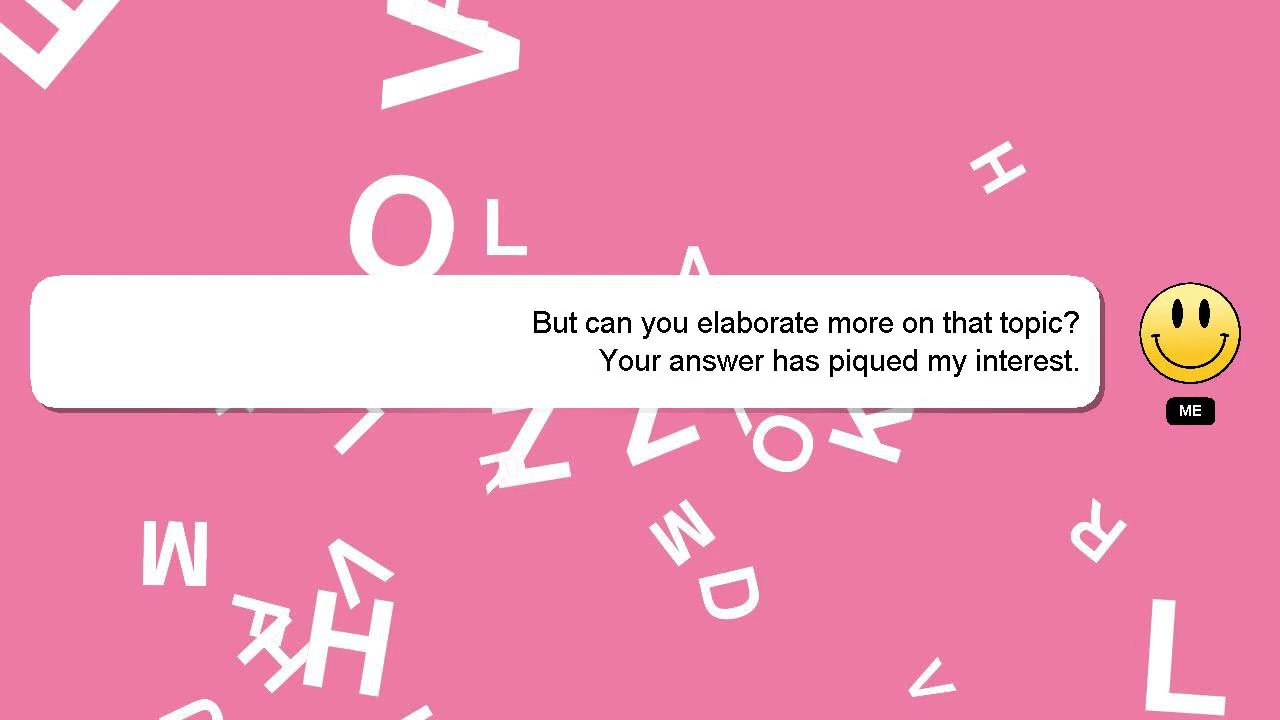 But can you elaborate more on that topic?
Your answer has piqued my interest.
ME